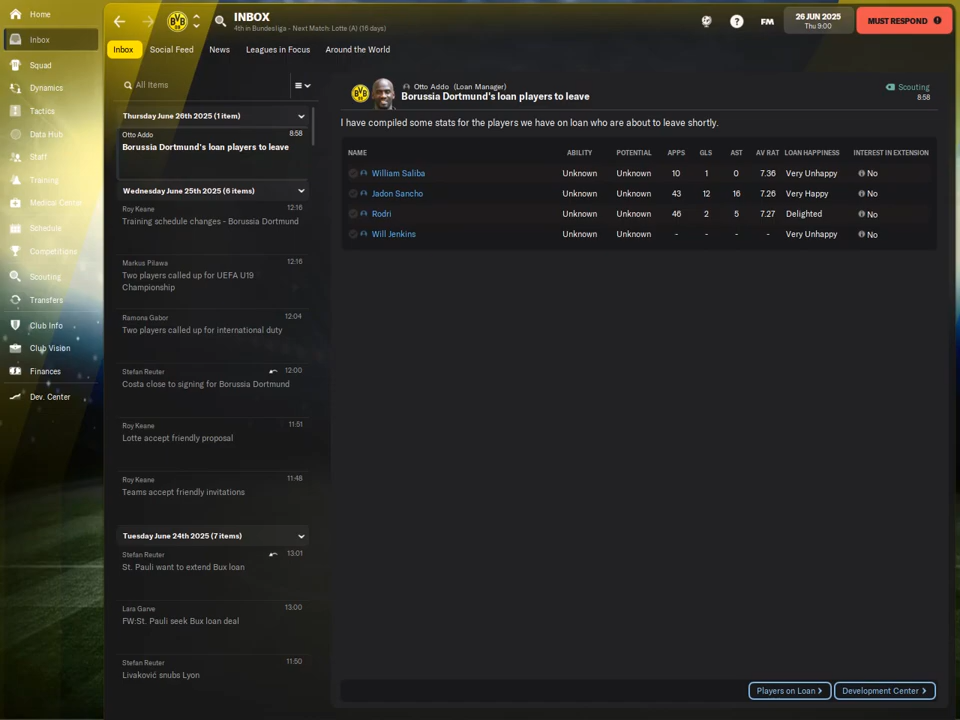 Home
Inbox
Squad
Dynamics
Tactics
Data Hub
Staff
Training
Medical Center
Schedule
Competitions
Scouting
Transfers
Club Info
Club Vision
Finances
Dev. Center
BVB
09
INBOX
4th in Bundesliga - Next Match: Lotte (A) (16 days)
FM
26 JUN 2025
Thu 9:00
MUST RESPOND
Inbox
Social Feed
News
Leagues in Focus
Around the World
All Items
Thursday June 26th 2025 (1 item)
Otto Addo 8:58
Borussia Dortmund's loan players to leave
Wednesday June 25th 2025 (6 items)
Roy Keane 12:16
Training schedule changes - Borussia Dortmund
Markus Pilawa 12:16
Two players called up for UEFA U19
Championship
Ramona Gabor 12:04
Two players called up for international duty
Stefan Reuter 12:00
Costa close to signing for Borussia Dortmund
Roy Keane 11:51
Lotte accept friendly proposal
Roy Keane 11:48
Teams accept friendly invitations
Tuesday June 24th 2025 (7 items)
Stefan Reuter 13:01
St. Pauli want to extend Bux loan
Lara Garve 13:00
FW:St. Pauli seek Bux loan deal
Stefan Reuter 11:50
Livaković snubs Lyon
Otto Addo (Loan Manager)
Borussia Dortmund's loan players to leave
Scouting
8:58
I have compiled some stats for the players we have on loan who are about to leave shortly.
NAME ABILITY POTENTIAL APPS GLS AST AV RAT LOAN HAPPINESS INTEREST IN EXTENSION
William Saliba Unknown Unknown 10 1 0 7.36 Very Unhappy No
Jadon Sancho Unknown Unknown 43 12 16 7.26 Very Happy No
Rodri Unknown Unknown 46 2 5 7.27 Delighted No
Will Jenkins Unknown Unknown - - - - Very Unhappy No
Players on Loan >
Development Center >